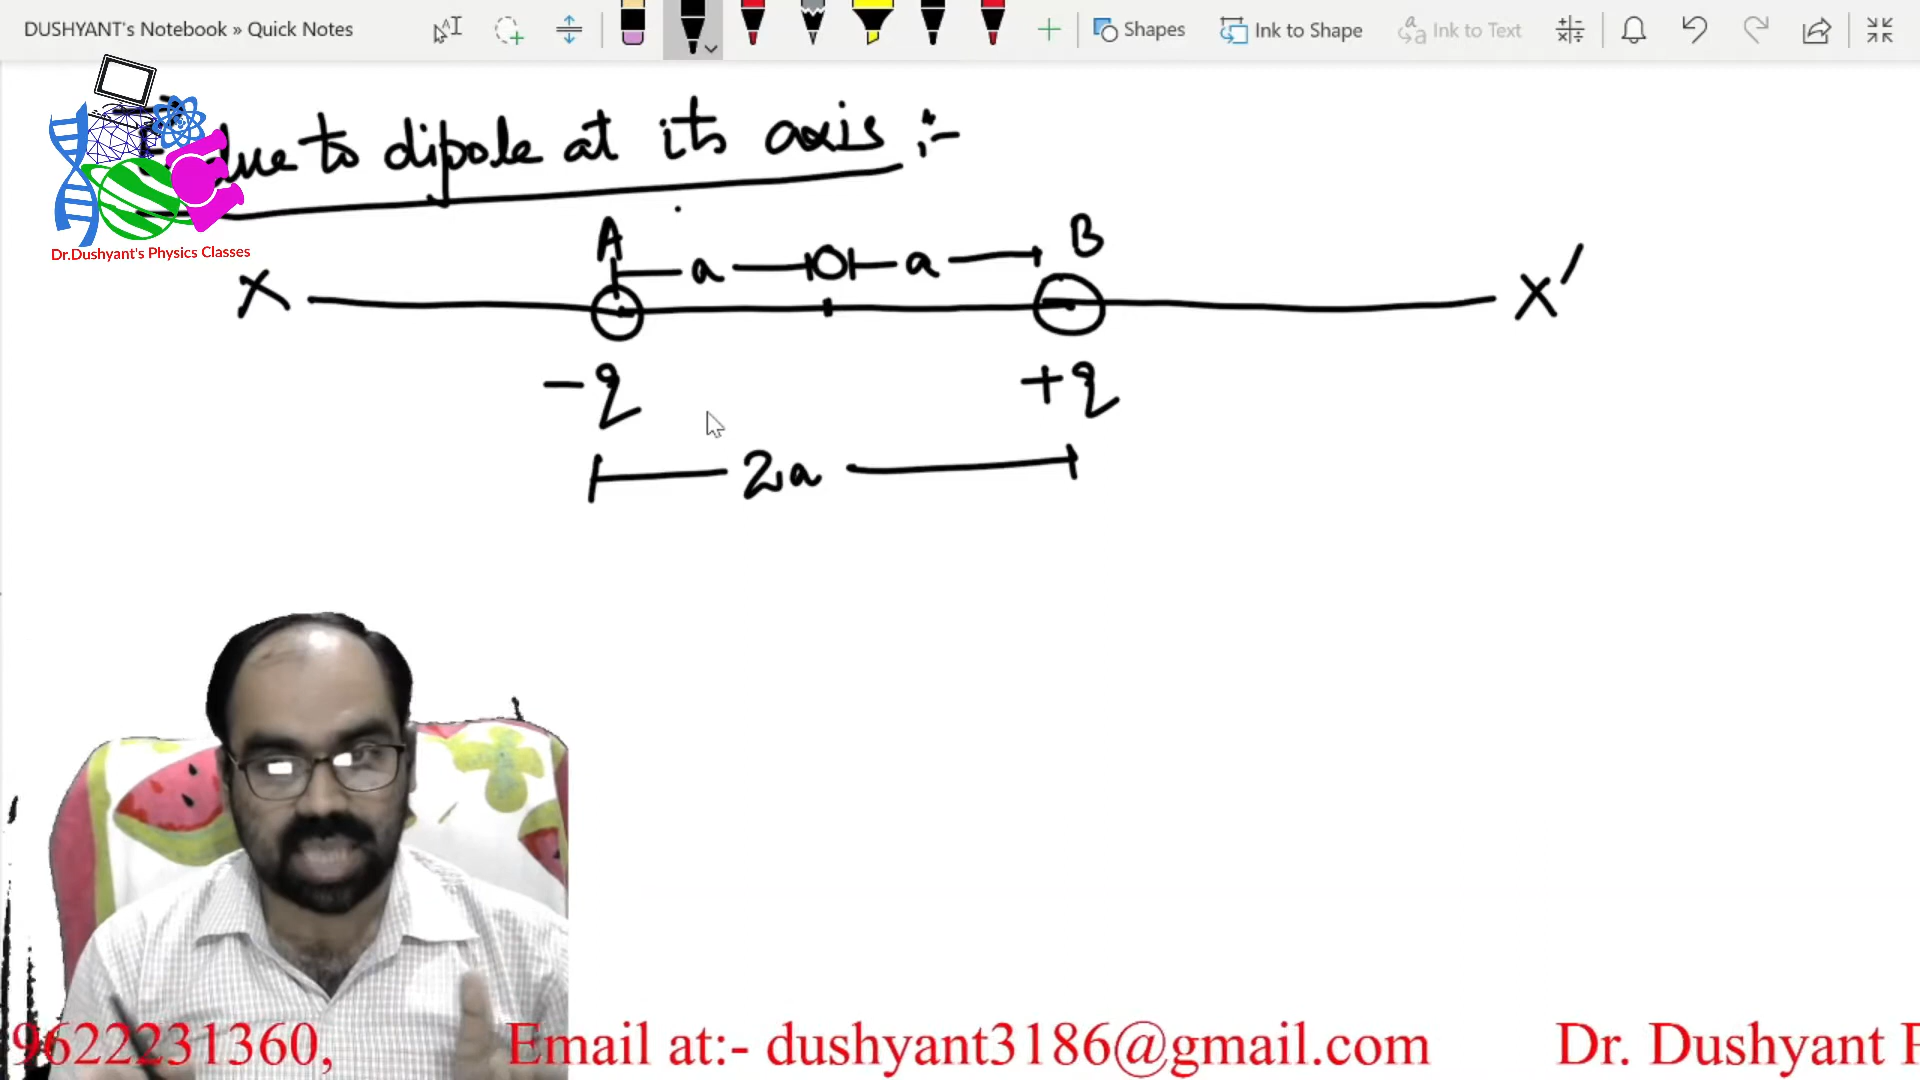 DUSHYANT's Notebook » Quick Notes
Shapes
Ink to Shape
Ink to Text
due to dipole at its axis :-
Dr.Dushyant's Physics Classes
A a O a B
X X'
-q +q
2a
9622231360, Email at:- dushyant3186@gmail.com Dr. Dushyant P